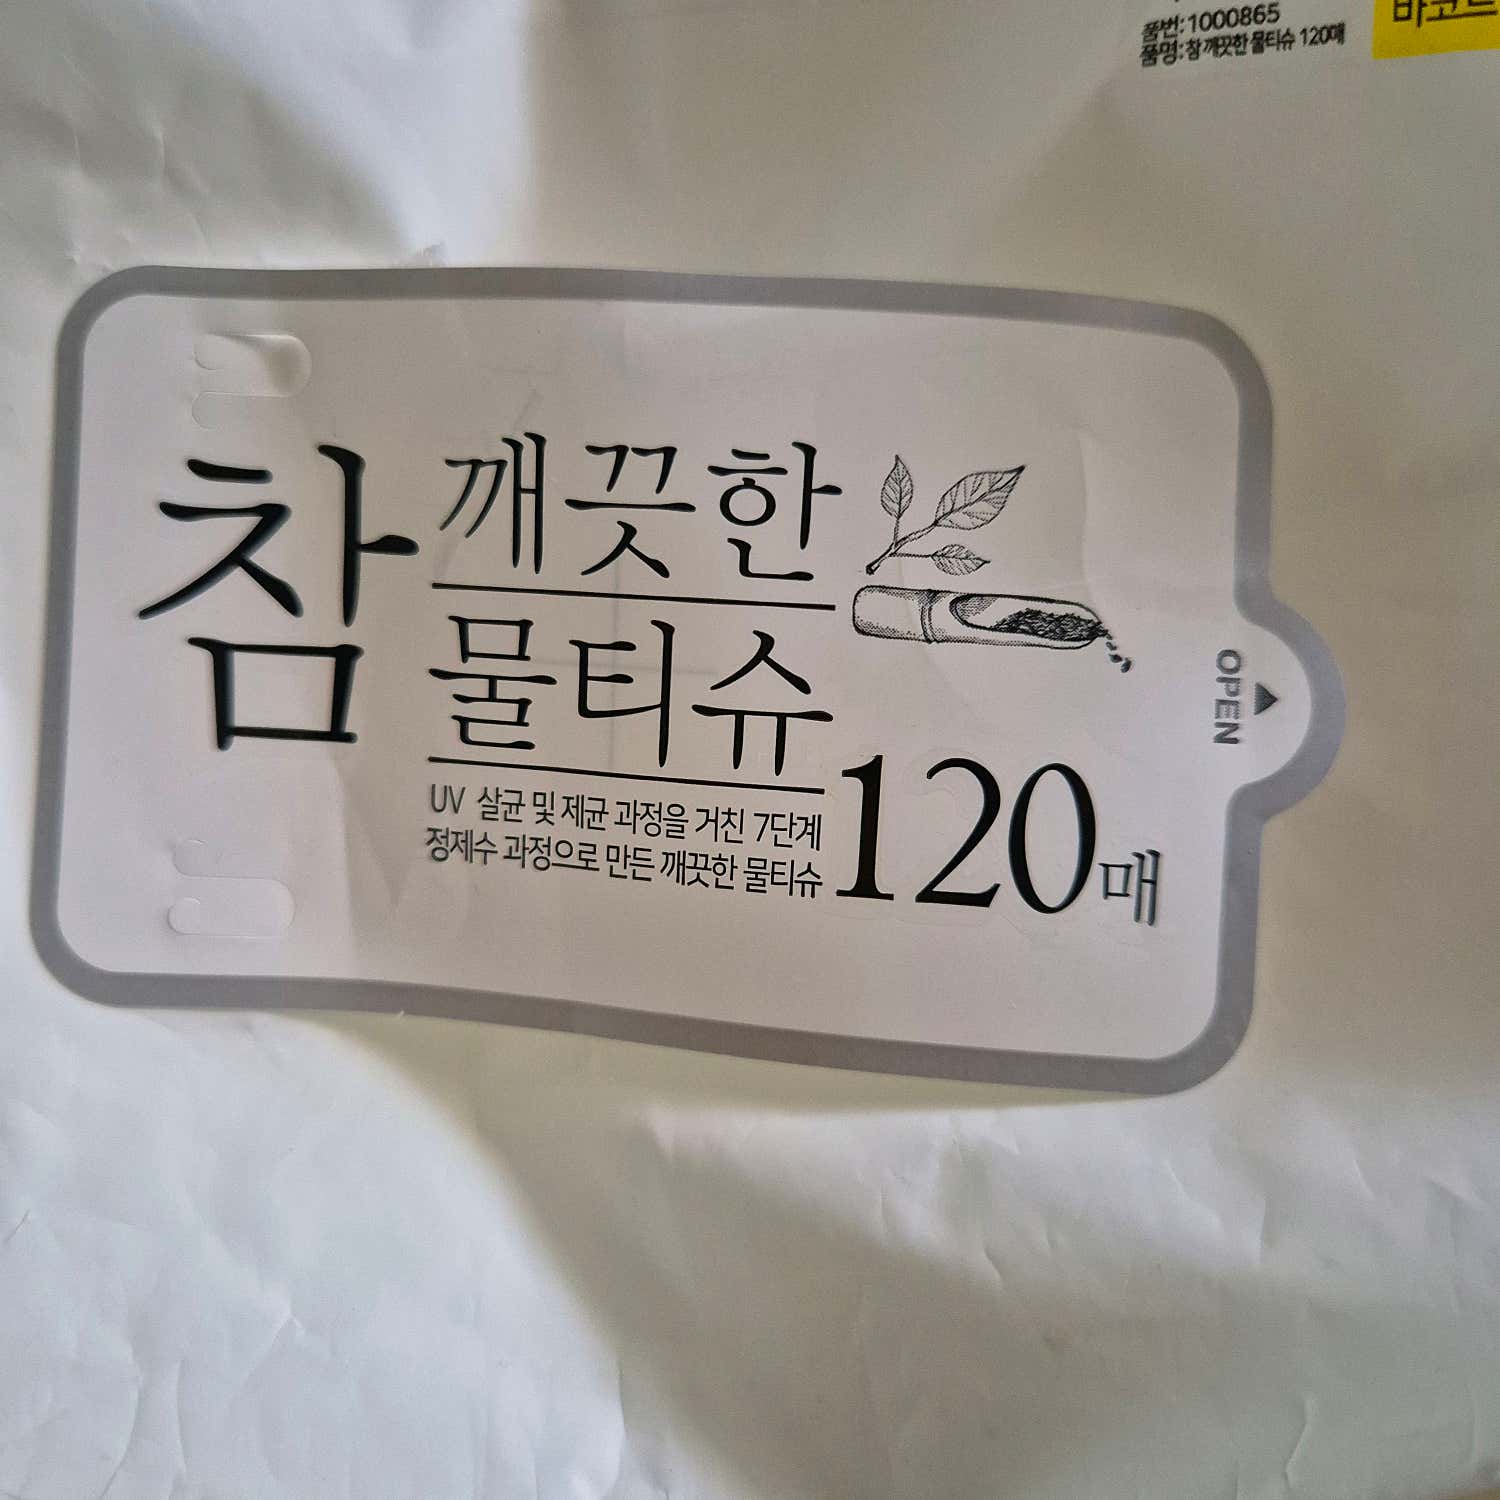 품번:1000865
품명:참 깨끗한 물티슈 120매
바코드
참 깨끗한
물티슈
UV 살균 및 제균 과정을 거친 7단계
정제수 과정으로 만든 깨끗한 물티슈
120매
OPEN